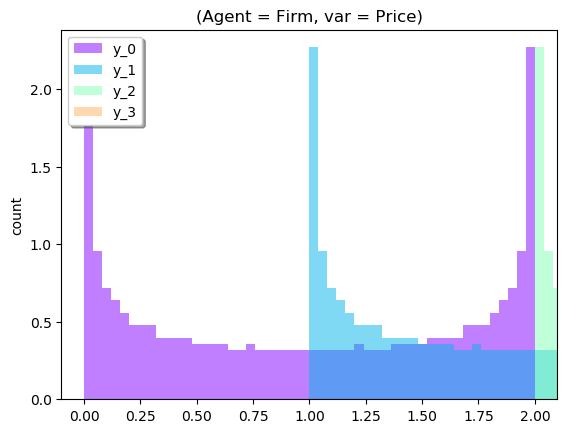 (Agent = Firm, var = Price)
y_0
y_1
y_2
y_3
count
2.0
1.5
1.0
0.5
0.0
0.00 0.25 0.50 0.75 1.00 1.25 1.50 1.75 2.00